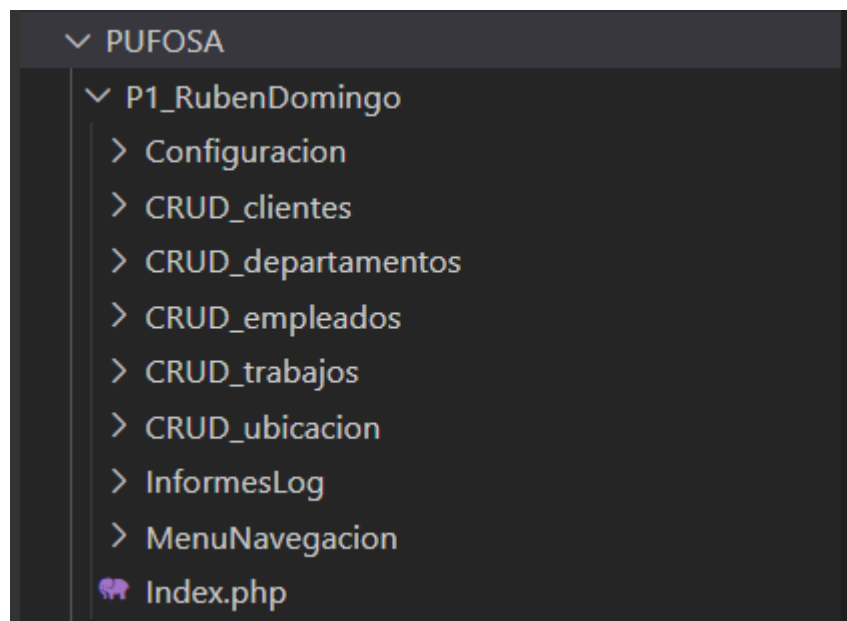 PUFOSA
P1_RubenDomingo
Configuracion
CRUD_clientes
CRUD_departamentos
CRUD_empleados
CRUD_trabajos
CRUD_ubicacion
InformesLog
MenuNavegacion
Index.php